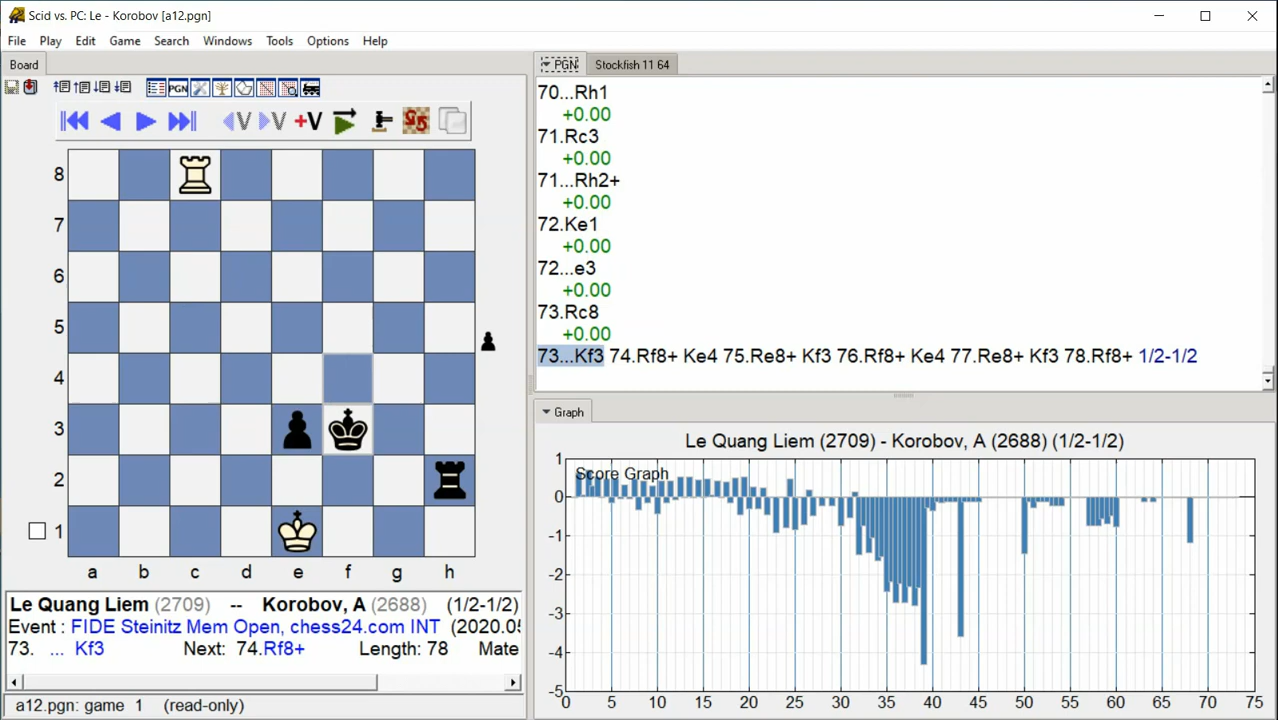 Scid vs. PC: Le - Korobov [a12.pgn]
File Play Edit Game Search Windows Tools Options Help
Board
PGN
V V +V
8
7
6
5
4
3
2
1
a b c d e f g h
Le Quang Liem (2709) -- Korobov, A (2688) (1/2-1/2)
Event : FIDE Steinitz Mem Open, chess24.com INT (2020.05
73. ... Kf3 Next: 74.Rf8+ Length: 78 Mate
a12.pgn: game 1 (read-only)
PGN Stockfish 11 64
70...Rh1
+0.00
71.Rc3
+0.00
71...Rh2+
+0.00
72.Ke1
+0.00
72...e3
+0.00
73.Rc8
+0.00
73...Kf3 74.Rf8+ Ke4 75.Re8+ Kf3 76.Rf8+ Ke4 77.Re8+ Kf3 78.Rf8+ 1/2-1/2
Graph
Le Quang Liem (2709) - Korobov, A (2688) (1/2-1/2)
Score Graph
1
0
-1
-2
-3
-4
-5
0 5 10 15 20 25 30 35 40 45 50 55 60 65 70 75